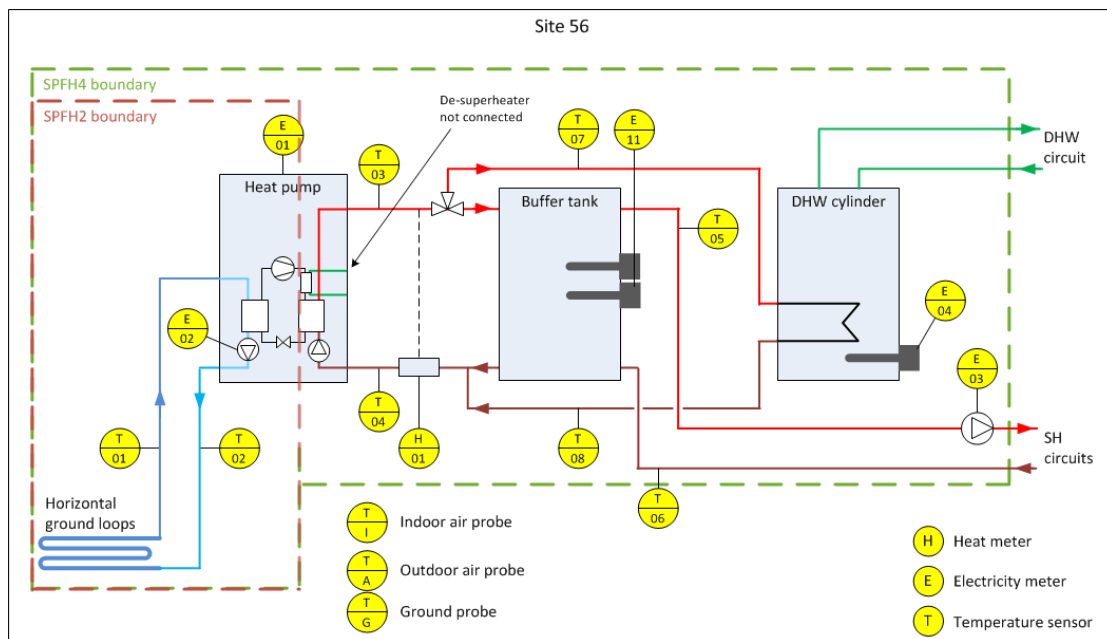 Site 56
SPFH4 boundary
SPFH2 boundary
De-superheater
not connected
E
01
T
03
T
07
E
11
DHW
circuit
Heat pump
Buffer tank
DHW cylinder
T
05
E
02
E
04
E
03
T
01
T
02
T
04
H
01
T
08
SH
circuits
T
06
Horizontal
ground loops
T
I
Indoor air probe
T
A
Outdoor air probe
T
G
Ground probe
H
Heat meter
E
Electricity meter
T
Temperature sensor